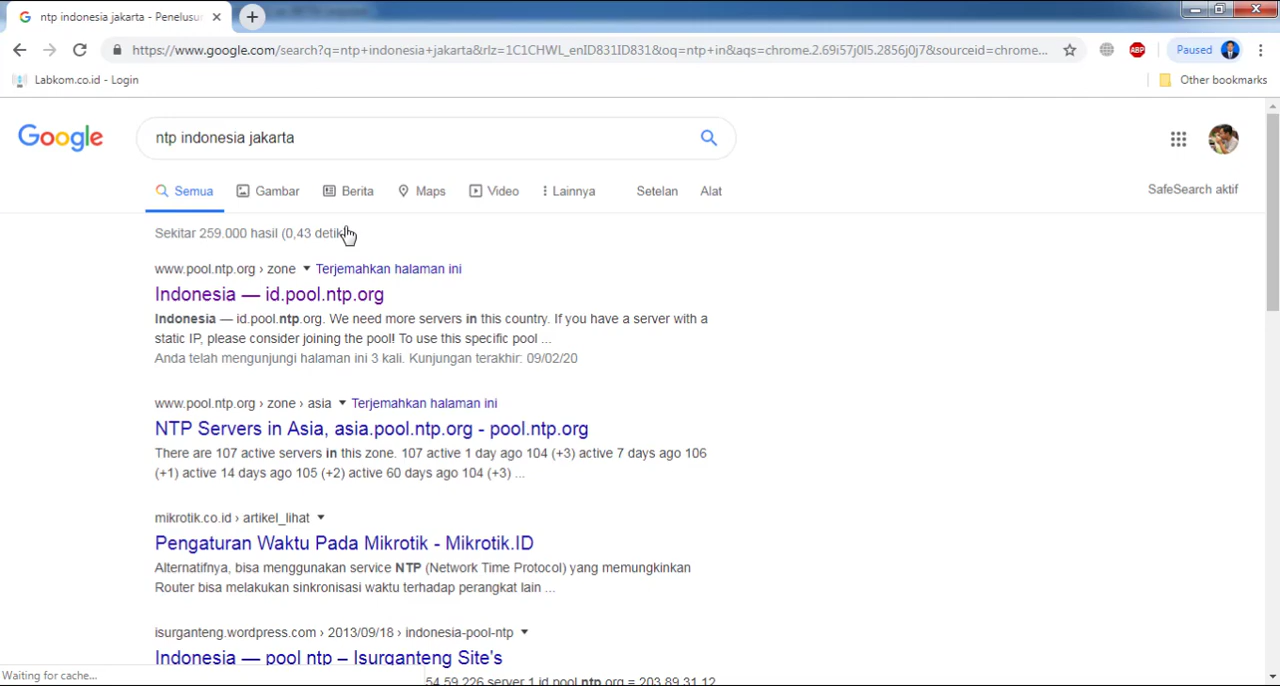 ntp indonesia jakarta - Penelusu
https://www.google.com/search?q=ntp+indonesia+jakarta&rlz=1C1CHWL_enID831ID831&oq=ntp+in&aqs=chrome.2.69i57j0l5.2856j0j7&sourceid=chrome...
ABP
Paused
Labkom.co.id - Login
Other bookmarks
Google
ntp indonesia jakarta
Semua Gambar Berita Maps Video Lainnya Setelan Alat
SafeSearch aktif
Sekitar 259.000 hasil (0,43 detik
www.pool.ntp.org › zone ▼ Terjemahkan halaman ini
Indonesia — id.pool.ntp.org
Indonesia — id.pool.ntp.org. We need more servers in this country. If you have a server with a
static IP, please consider joining the pool! To use this specific pool ...
Anda telah mengunjungi halaman ini 3 kali. Kunjungan terakhir: 09/02/20
www.pool.ntp.org › zone › asia ▼ Terjemahkan halaman ini
NTP Servers in Asia, asia.pool.ntp.org - pool.ntp.org
There are 107 active servers in this zone. 107 active 1 day ago 104 (+3) active 7 days ago 106
(+1) active 14 days ago 105 (+2) active 60 days ago 104 (+3) ...
mikrotik.co.id › artikel_lihat ▼
Pengaturan Waktu Pada Mikrotik - Mikrotik.ID
Alternatifnya, bisa menggunakan service NTP (Network Time Protocol) yang memungkinkan
Router bisa melakukan sinkronisasi waktu terhadap perangkat lain ...
isurganteng.wordpress.com › 2013/09/18 › indonesia-pool-ntp ▼
Indonesia — pool ntp – Isurganteng Site's
54.59.226 server 1.id.pool.ntp.org = 203.89.31.12
Waiting for cache...